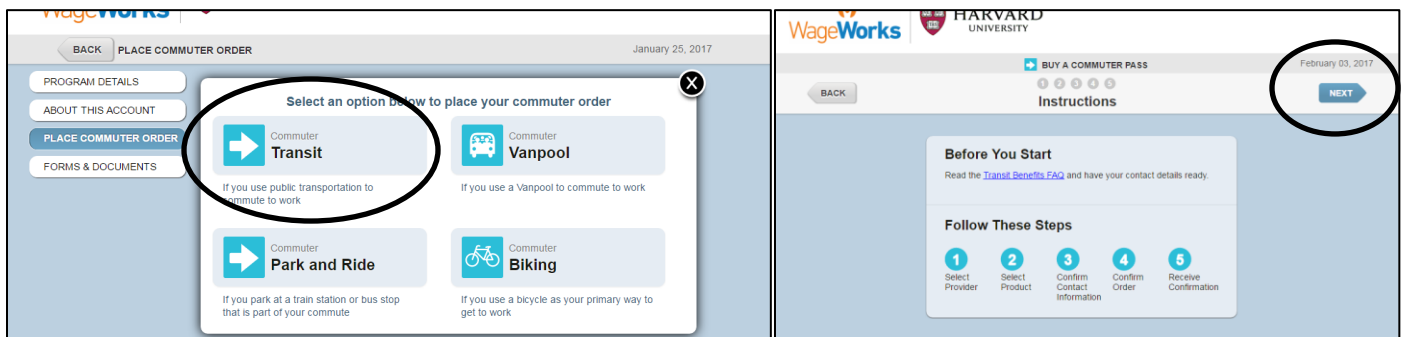 WageWorks
BACK PLACE COMMUTER ORDER January 25, 2017
PROGRAM DETAILS
ABOUT THIS ACCOUNT
PLACE COMMUTER ORDER
FORMS & DOCUMENTS
X
Select an option below to place your commuter order
Commuter
Transit
If you use public transportation to
commute to work
Commuter
Vanpool
If you use a Vanpool to commute to work
Commuter
Park and Ride
If you park at a train station or bus stop
that is part of your commute
Commuter
Biking
If you use a bicycle as your primary way to
get to work
WageWorks
HARVARD
UNIVERSITY
BUY A COMMUTER PASS
February 03, 2017
BACK
1 2 3 4 5
Instructions
NEXT
Before You Start
Read the Transit Benefits FAQ and have your contact details ready.
Follow These Steps
1
Select
Provider
2
Select
Product
3
Confirm
Contact
Information
4
Confirm
Order
5
Receive
Confirmation